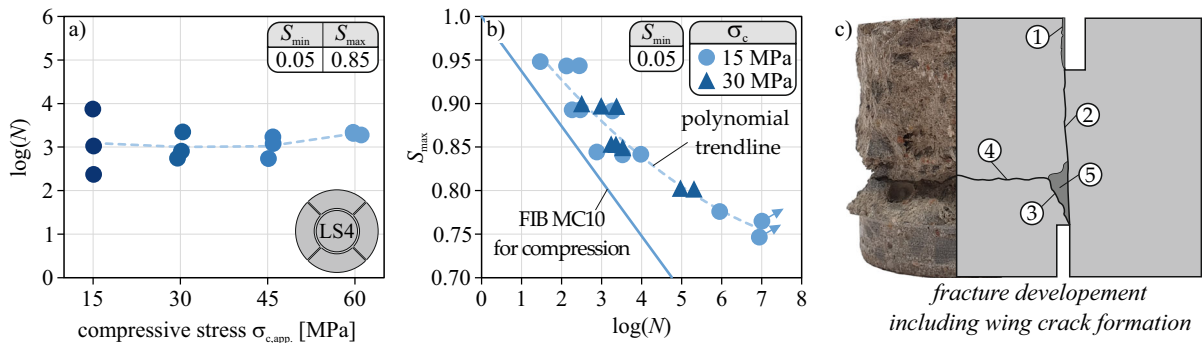 a)
S_min S_max
0.05 0.85
6
5
4
3
2
1
0
log(N)
LS4
15 30 45 60
compressive stress σ_c,app. [MPa]
b)
S_min
0.05
σ_c
15 MPa
30 MPa
1.0
0.95
0.90
0.85
0.80
0.75
0.70
S_max
polynomial
trendline
FIB MC10
for compression
0 1 2 3 4 5 6 7 8
log(N)
c)
1
2
4
5
3
fracture developement
including wing crack formation